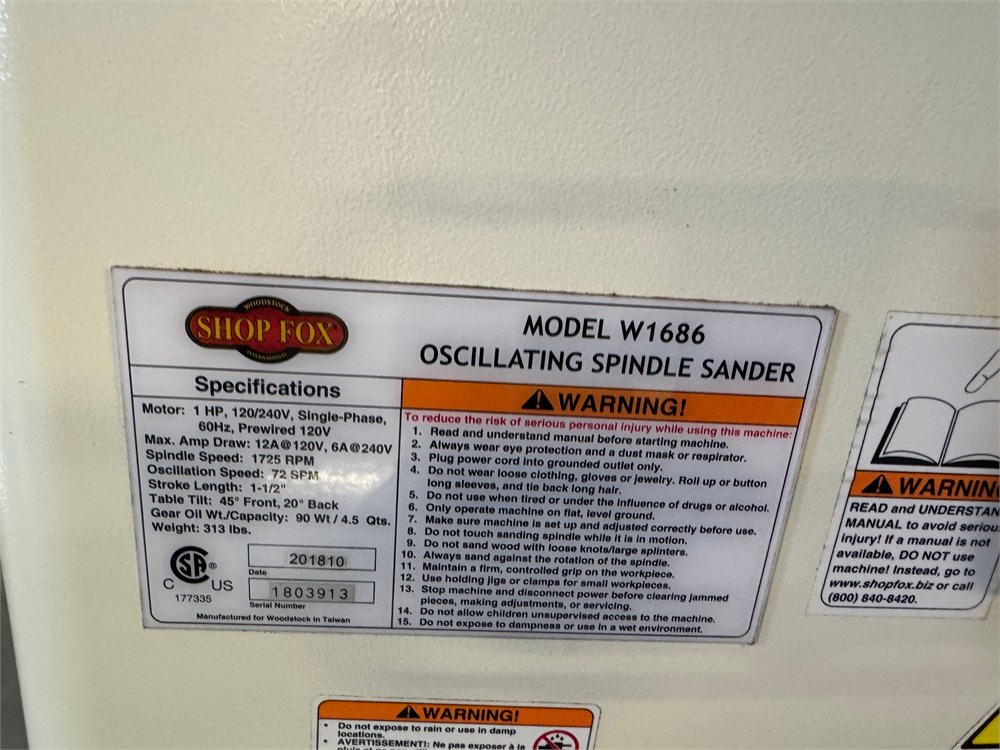 WOODSTOCK
SHOP FOX®
INTERNATIONAL
MODEL W1686
OSCILLATING SPINDLE SANDER
Specifications
Motor: 1 HP, 120/240V, Single-Phase,
60Hz, Prewired 120V
Max. Amp Draw: 12A@120V, 6A@240V
Spindle Speed: 1725 RPM
Oscillation Speed: 72 SPM
Stroke Length: 1-1/2"
Table Tilt: 45° Front, 20° Back
Gear Oil Wt./Capacity: 90 Wt / 4.5 Qts.
Weight: 313 lbs.
SA®
C US
177335
201810
Date
1803913
Serial Number
Manufactured for Woodstock in Taiwan
WARNING!
To reduce the risk of serious personal injury while using this machine:
1. Read and understand manual before starting machine.
2. Always wear eye protection and a dust mask or respirator.
3. Plug power cord into grounded outlet only.
4. Do not wear loose clothing, gloves or jewelry. Roll up or button
long sleeves, and tie back long hair.
5. Do not use when tired or under the influence of drugs or alcohol.
6. Only operate machine on flat, level ground.
7. Make sure machine is set up and adjusted correctly before use.
8. Do not touch sanding spindle while it is in motion.
9. Do not sand wood with loose knots/large splinters.
10. Always sand against the rotation of the spindle.
11. Maintain a firm, controlled grip on the workpiece.
12. Use holding jigs or clamps for small workpieces.
13. Stop machine and disconnect power before clearing jammed
pieces, making adjustments, or servicing.
14. Do not allow children unsupervised access to the machine.
15. Do not expose to dampness or use in a wet environment.
WARNIN
READ and UNDERSTAN
MANUAL to avoid seriou
injury! If a manual is not
available, DO NOT use
machine! Instead, go to
www.shopfox.biz or call
(800) 840-8420.
WARNING!
• Do not expose to rain or use in damp
locations.
• AVERTISSEMENT!: Ne pas exposer à la